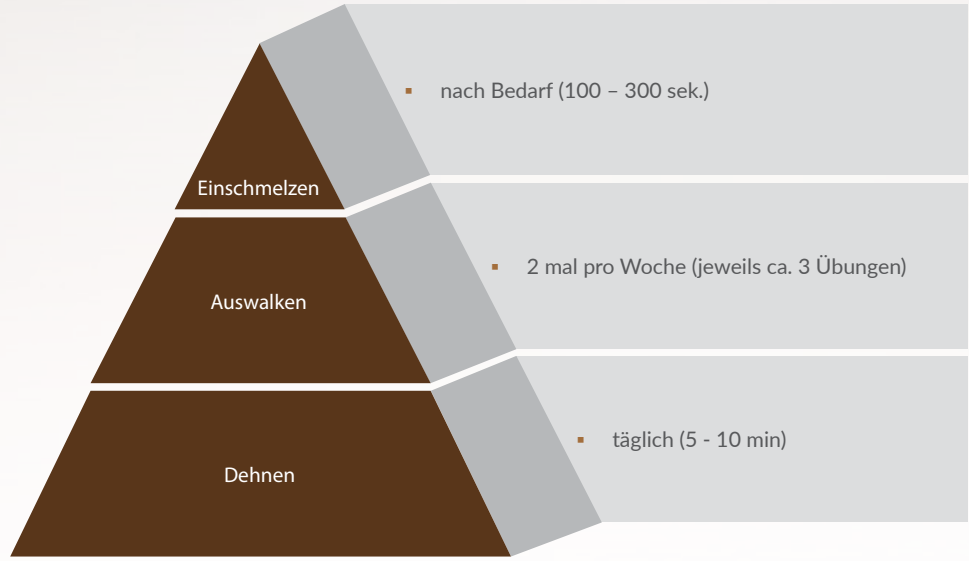 ▪ nach Bedarf (100 – 300 sek.)
Einschmelzen
▪ 2 mal pro Woche (jeweils ca. 3 Übungen)
Auswalken
▪ täglich (5 - 10 min)
Dehnen